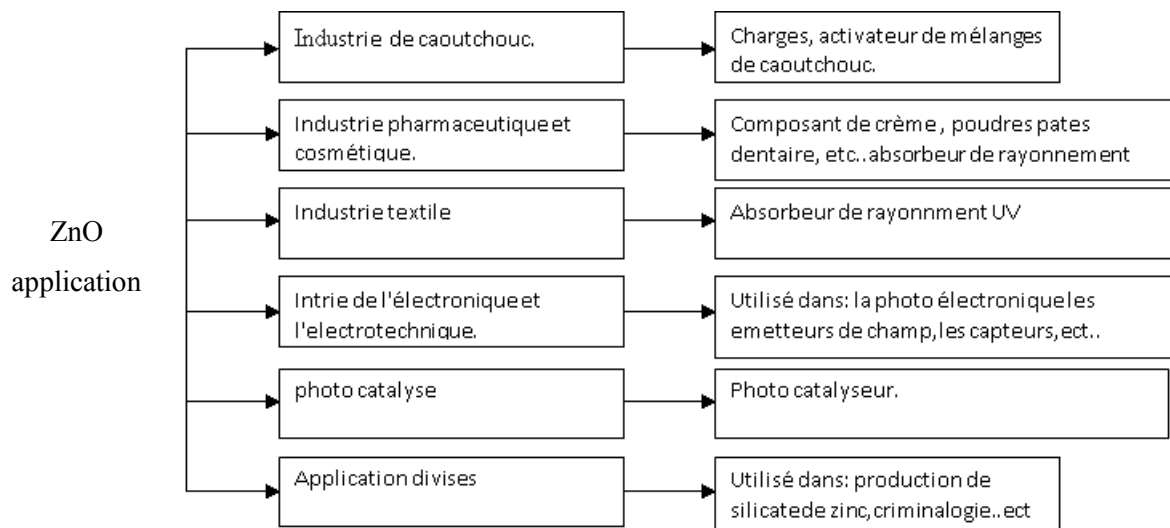 ZnO
application
Industrie de caoutchouc.
Charges, activateur de mélanges
de caoutchouc.
Industrie pharmaceutique et
cosmétique.
Composant de crème , poudres pates
dentaire, etc..absorbeur de rayonnement
Industrie textile
Absorbeur de rayonnment UV
Intrie de l'électronique et
l'electrotechnique.
Utilisé dans: la photo électronique les
emetteurs de champ,les capteurs,ect..
photo catalyse
Photo catalyseur.
Application divises
Utilisé dans: production de
silicatede zinc,criminalogie..ect